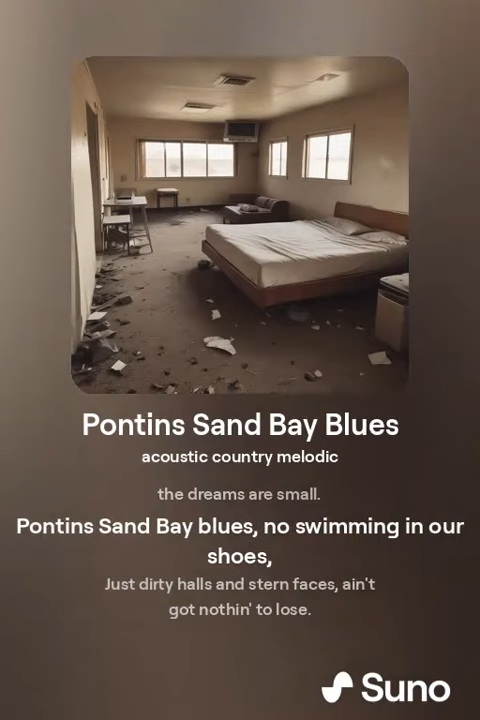 Pontins Sand Bay Blues
acoustic country melodic
the dreams are small.
Pontins Sand Bay blues, no swimming in our
shoes,
Just dirty halls and stern faces, ain't
got nothin' to lose.
Suno